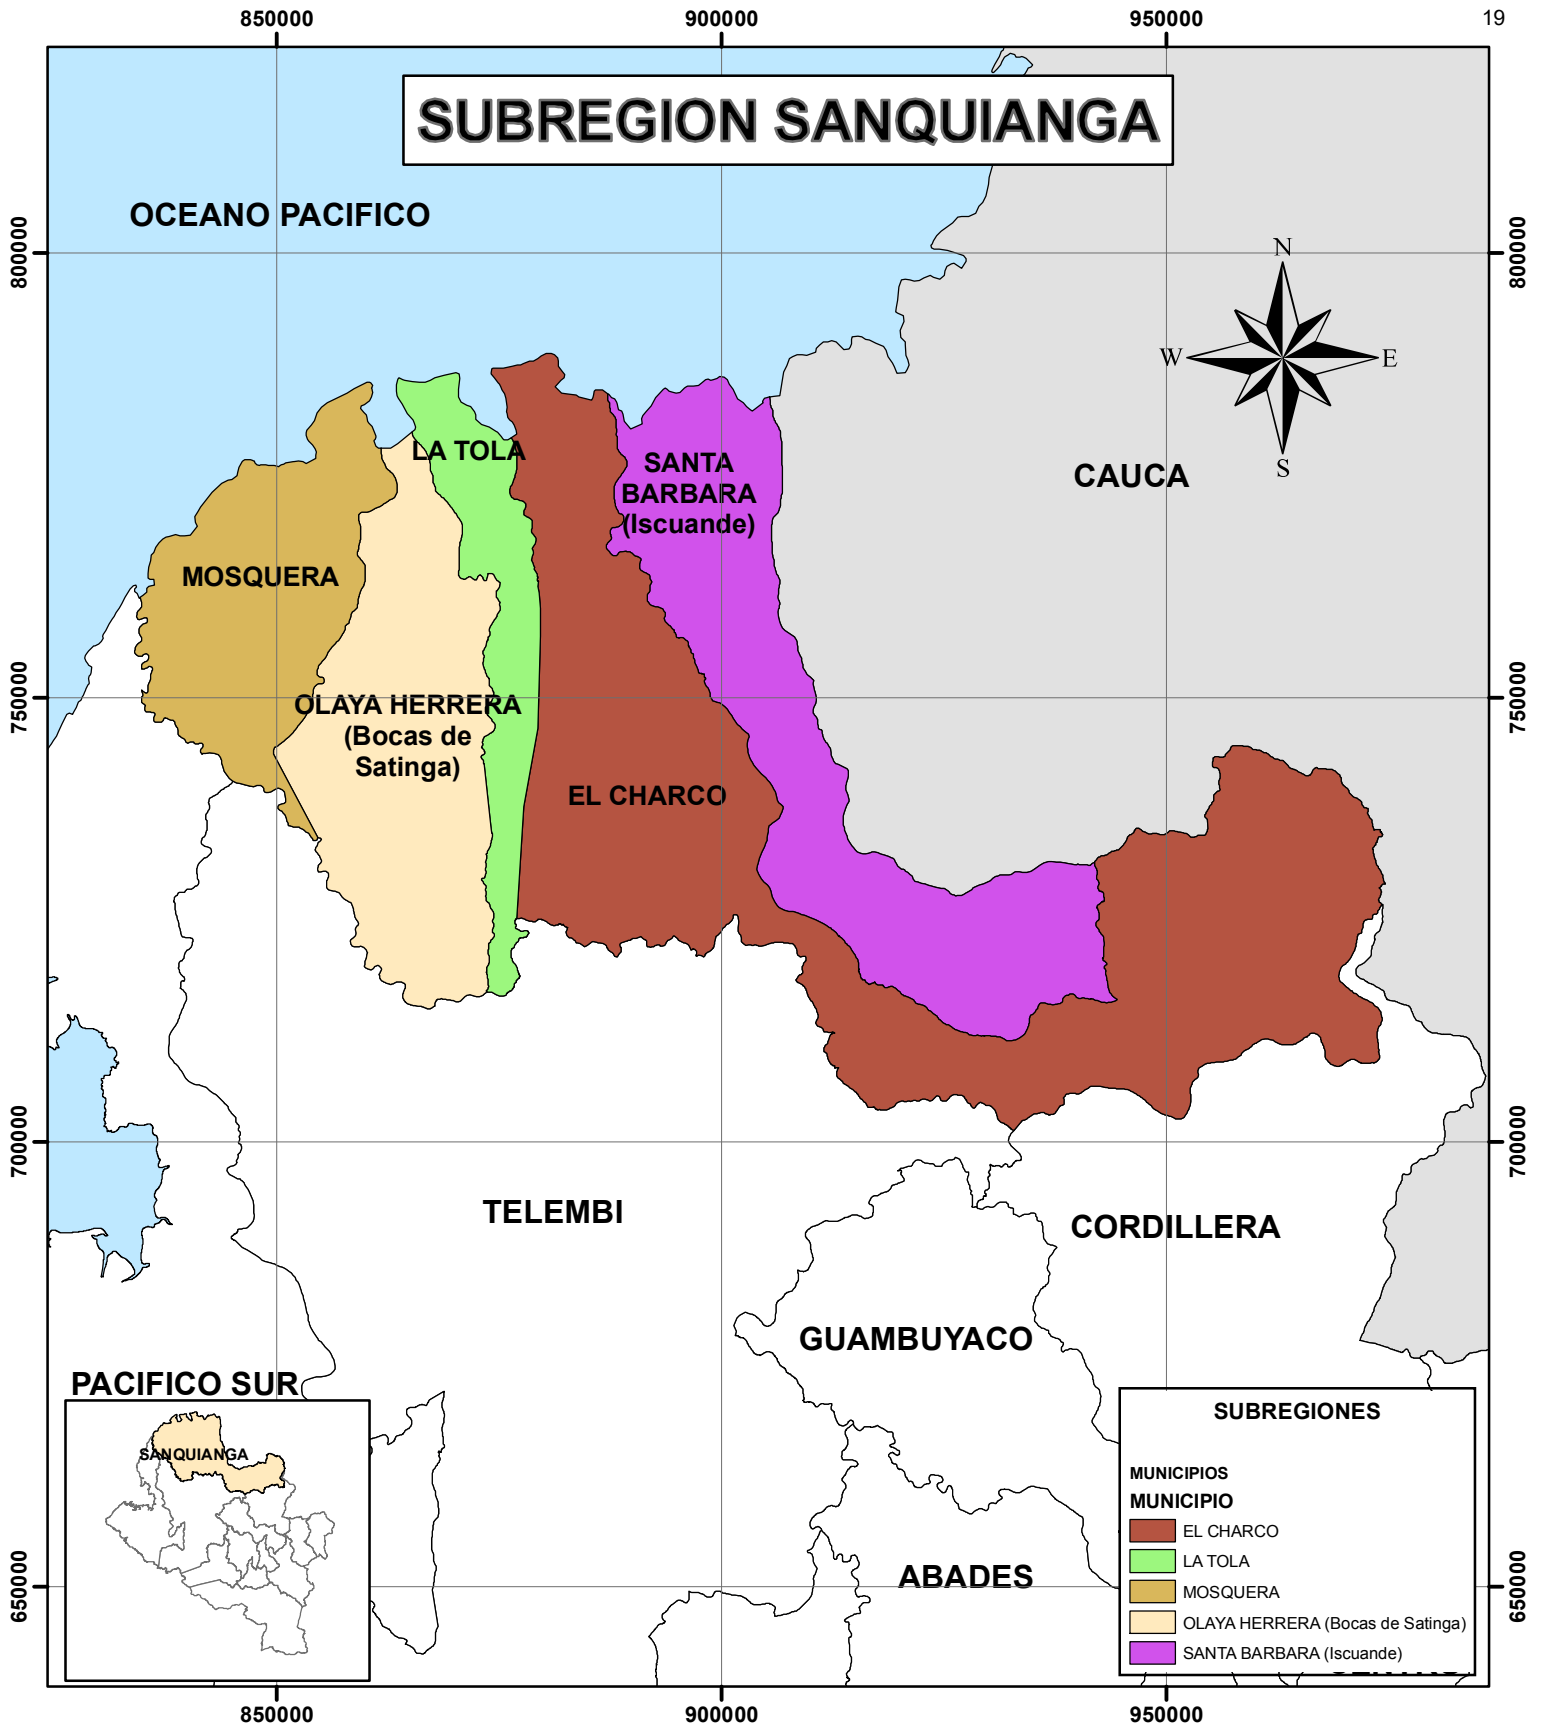 850000
900000
950000
19
SUBREGION SANQUIANGA
OCEANO PACIFICO
800000
800000
N
W
E
S
LA TOLA
SANTA
BARBARA
(Iscuande)
CAUCA
MOSQUERA
750000
750000
OLAYA HERRERA
(Bocas de
Satinga)
EL CHARCO
700000
700000
TELEMBI
CORDILLERA
GUAMBUYACO
PACIFICO SUR
SANQUIANGA
ABADES
650000
650000
SUBREGIONES
MUNICIPIOS
MUNICIPIO
EL CHARCO
LA TOLA
MOSQUERA
OLAYA HERRERA (Bocas de Satinga)
SANTA BARBARA (Iscuande)
850000
900000
950000